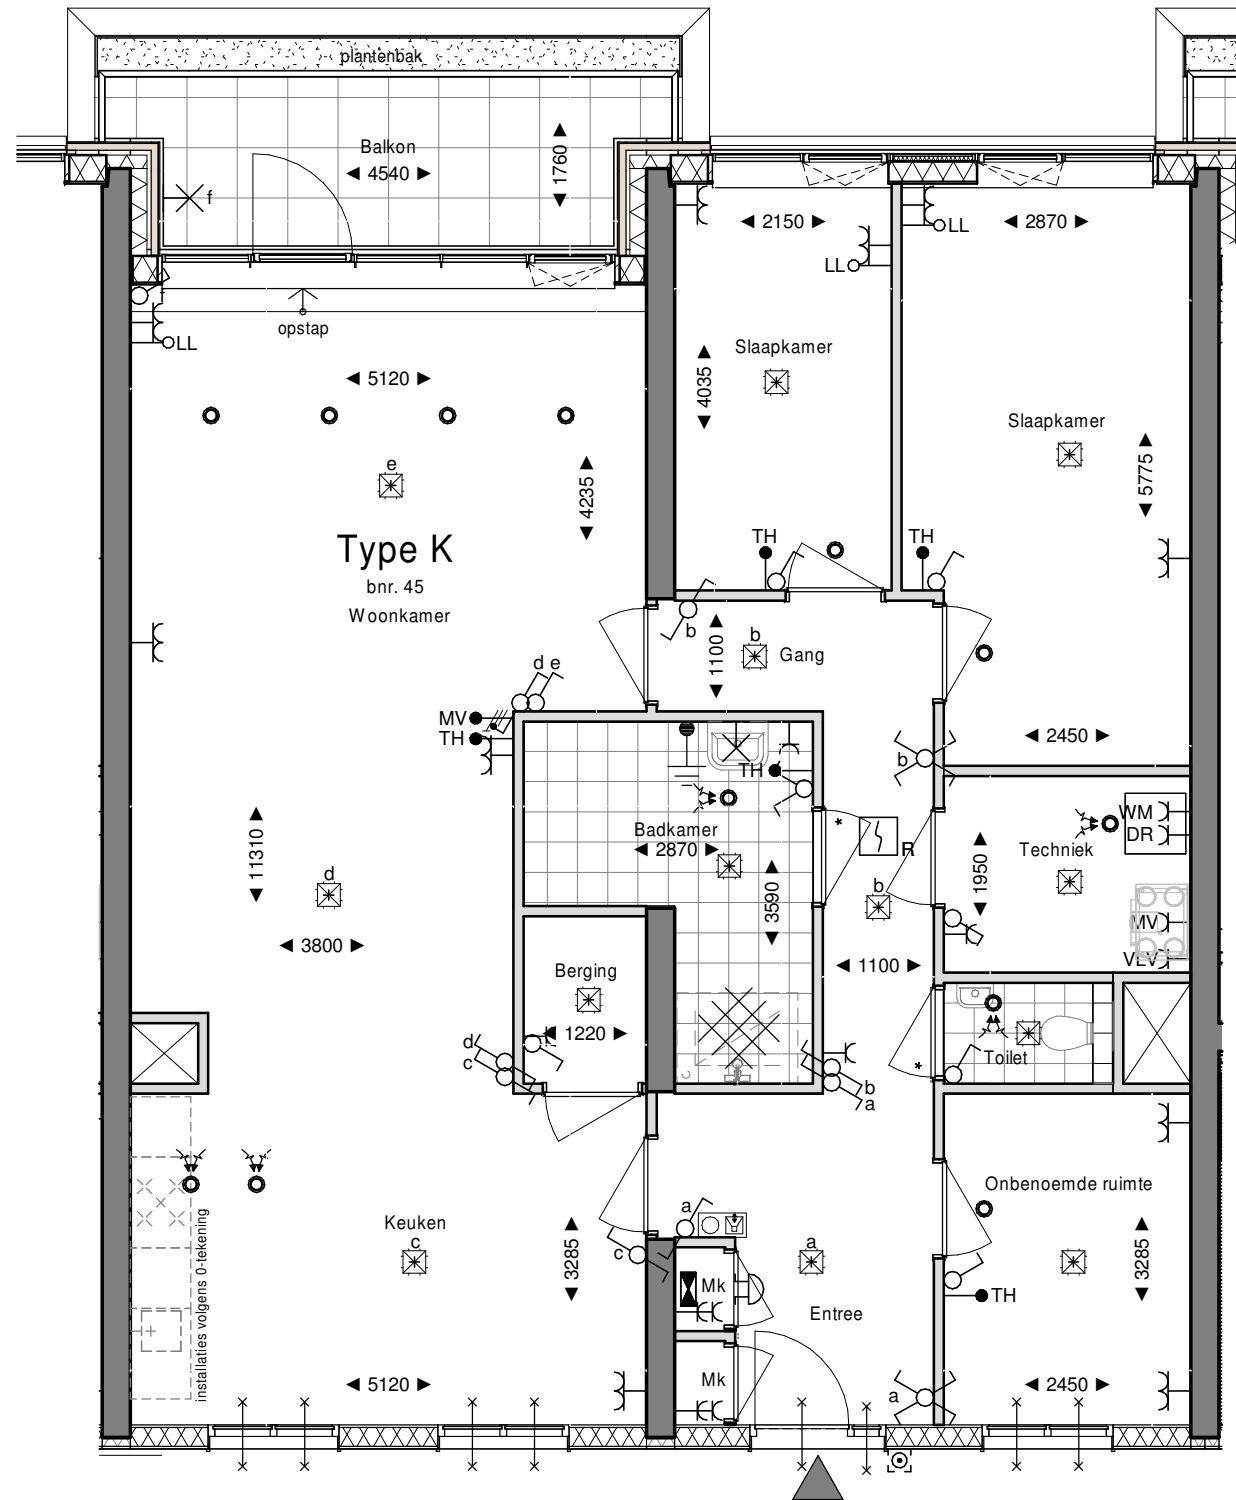 plantenbak
Balkon
4540
1760
f
2150
LL
2870
LL
f
opstap
LL
5120
Slaapkamer
4035
Slaapkamer
5775
e
4235
Type K
bnr. 45
Woonkamer
TH
TH
b
b
Gang
1100
d e
MV
TH
2450
b
TH
Badkamer
2870
3590
*
R
WM
DR
Techniek
1950
MV
VLV
11310
d
3800
b
1100
Berging
1220
d
c
Toilet
*
b
a
Onbenoemde ruimte
a
Keuken
c
c
3285
installaties volgens 0-tekening
a
Mk
Entree
TH
3285
Mk
5120
a
2450